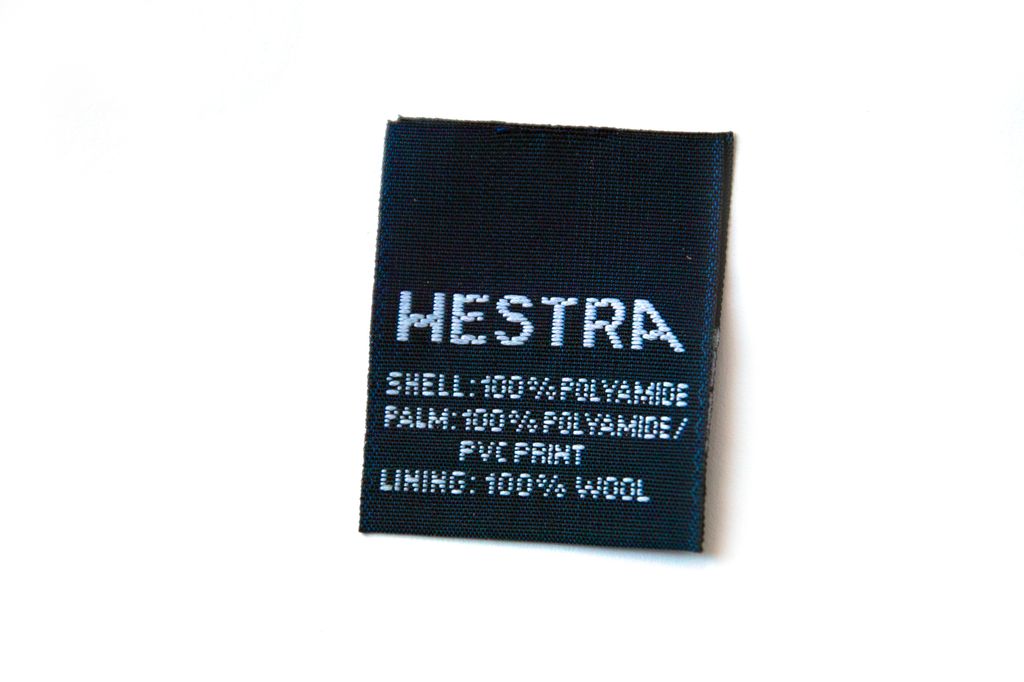 HESTRA
SHELL: 100% POLYAMIDE
PALM: 100% POLYAMIDE/
PVC PRINT
LINING: 100% WOOL